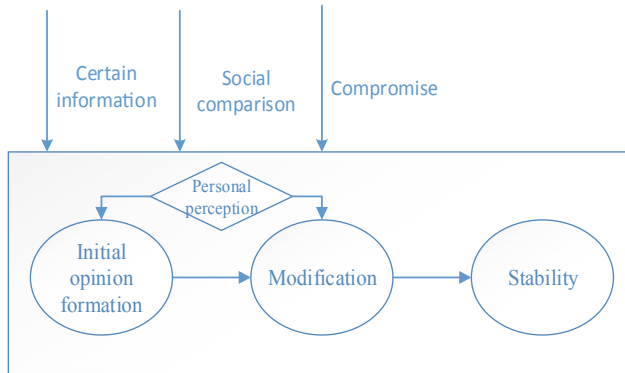 Certain
information
Social
comparison
Compromise
Personal
perception
Initial
opinion
formation
Modification
Stability